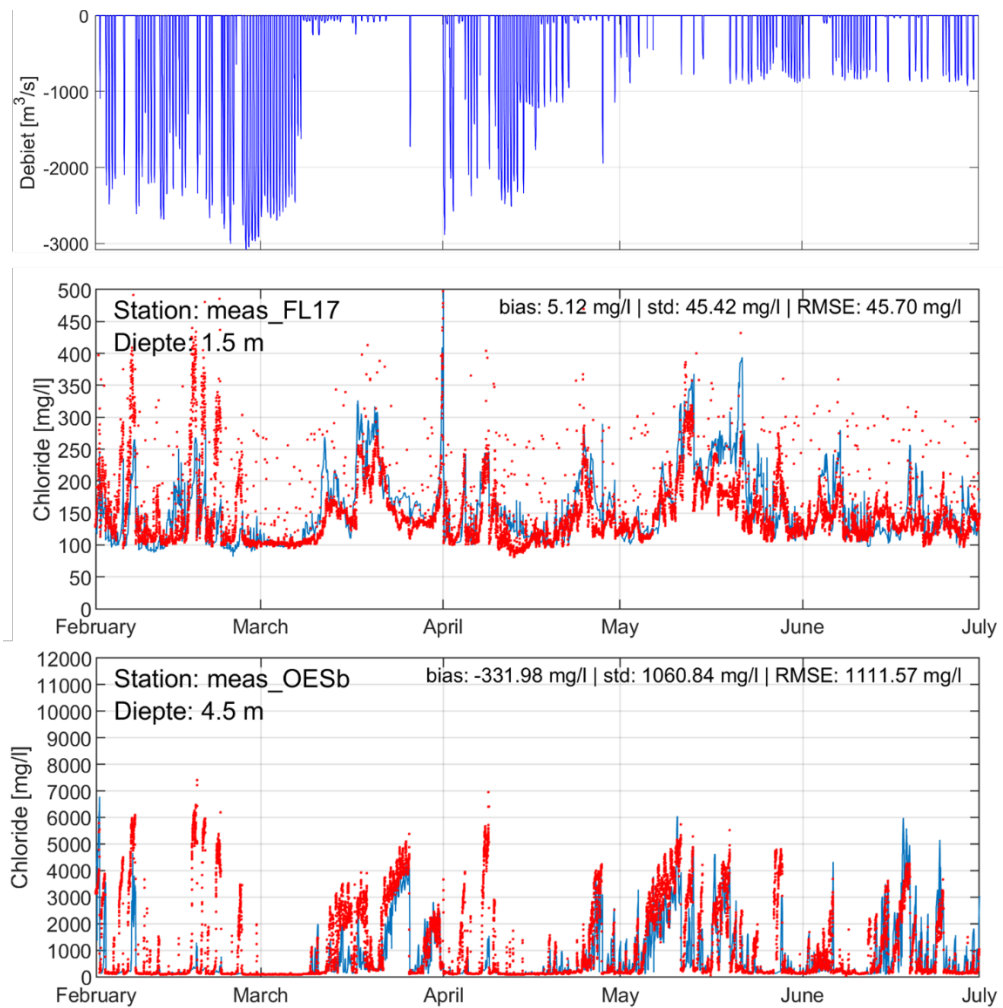 0
-1000
-2000
-3000
Debiet [m³/s]
500
450
400
350
300
250
200
150
100
50
0
Chloride [mg/l]
Station: meas_FL17
Diepte: 1.5 m
bias: 5.12 mg/l | std: 45.42 mg/l | RMSE: 45.70 mg/l
February March April May June July
12000
11000
10000
9000
8000
7000
6000
5000
4000
3000
2000
1000
0
Chloride [mg/l]
Station: meas_OESb
Diepte: 4.5 m
bias: -331.98 mg/l | std: 1060.84 mg/l | RMSE: 1111.57 mg/l
February March April May June July